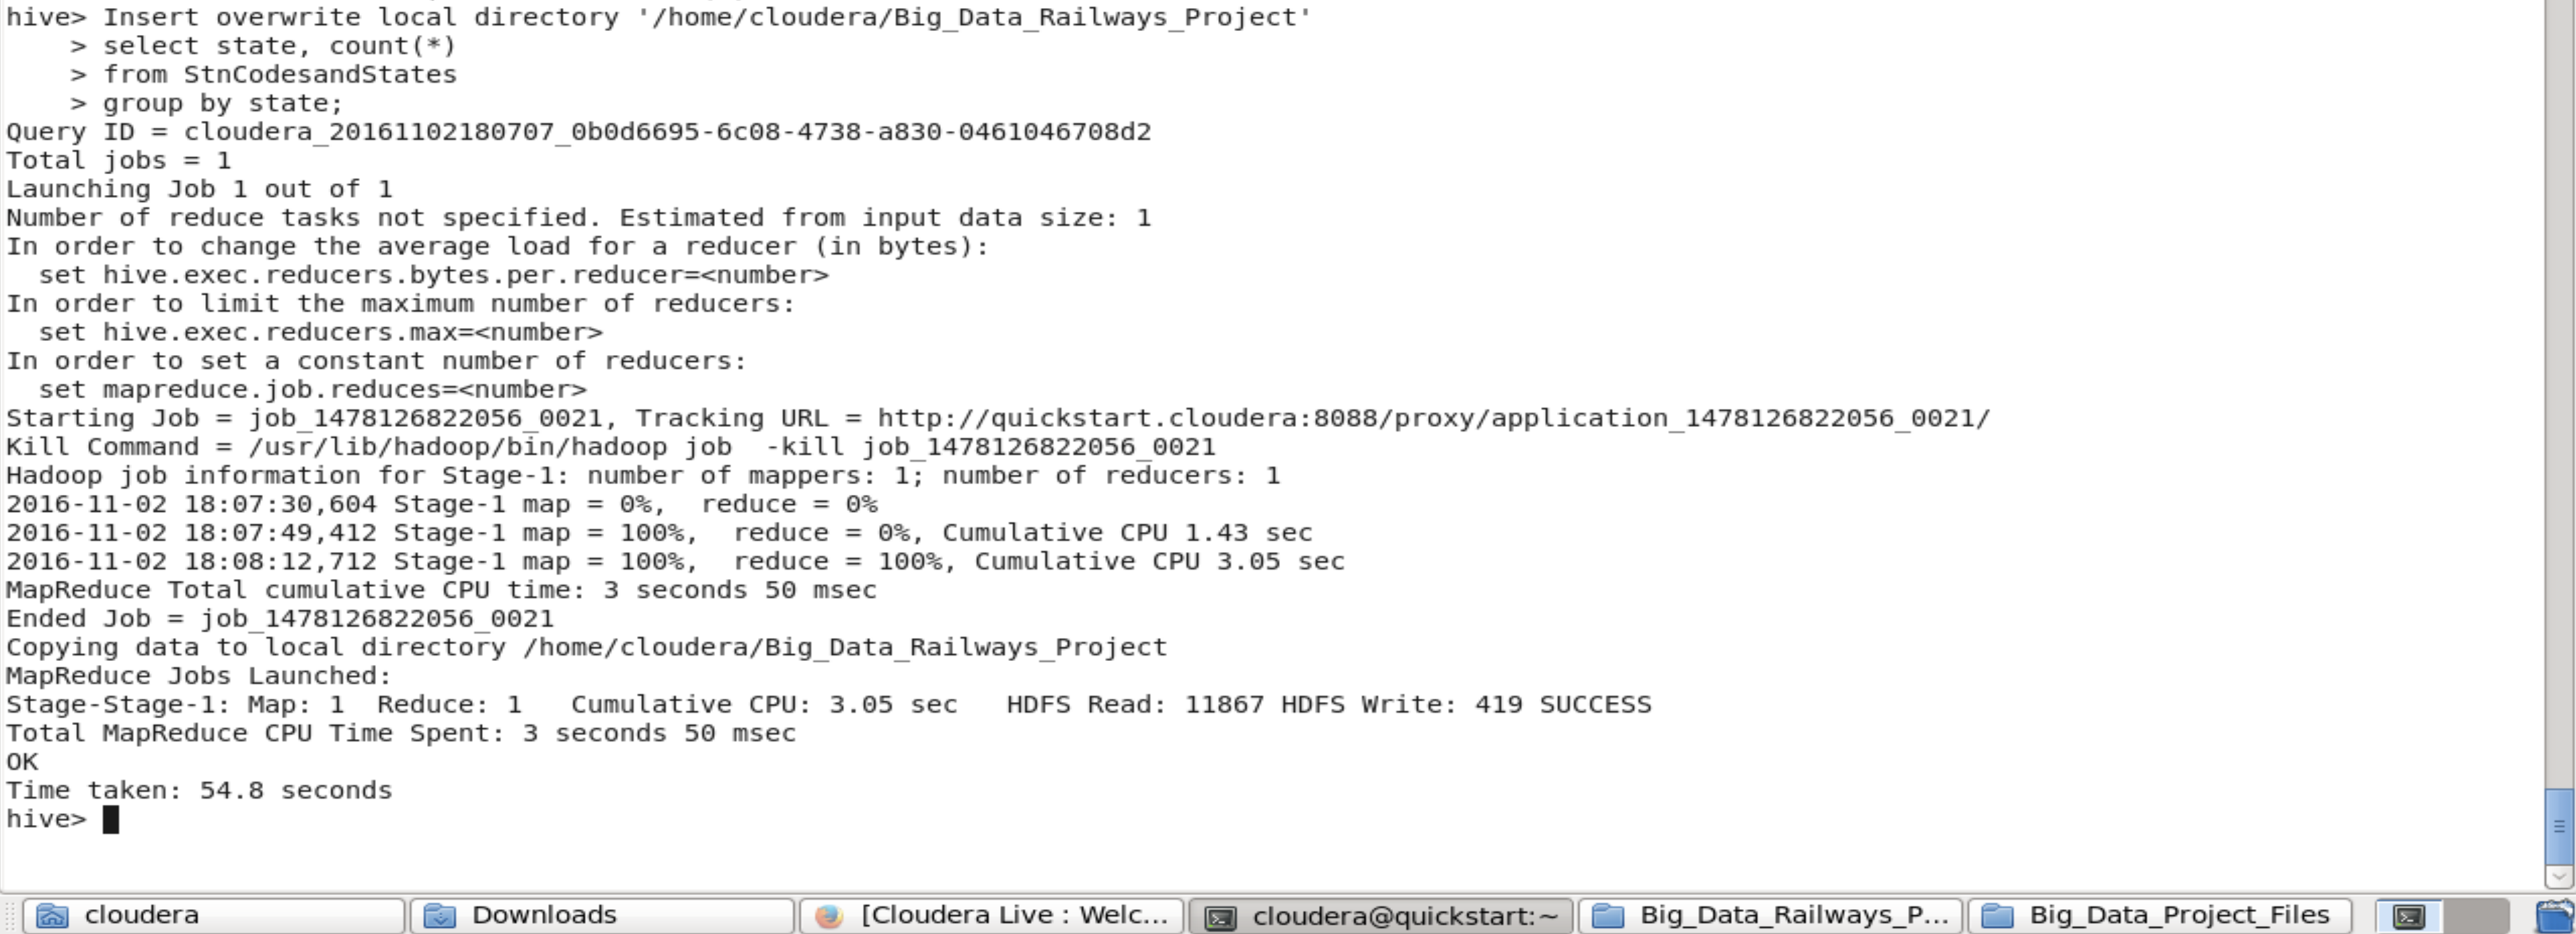 hive> Insert overwrite local directory '/home/cloudera/Big_Data_Railways_Project'
    > select state, count(*)
    > from StnCodesandStates
    > group by state;
Query ID = cloudera_20161102180707_0b0d6695-6c08-4738-a830-0461046708d2
Total jobs = 1
Launching Job 1 out of 1
Number of reduce tasks not specified. Estimated from input data size: 1
In order to change the average load for a reducer (in bytes):
  set hive.exec.reducers.bytes.per.reducer=<number>
In order to limit the maximum number of reducers:
  set hive.exec.reducers.max=<number>
In order to set a constant number of reducers:
  set mapreduce.job.reduces=<number>
Starting Job = job_1478126822056_0021, Tracking URL = http://quickstart.cloudera:8088/proxy/application_1478126822056_0021/
Kill Command = /usr/lib/hadoop/bin/hadoop job  -kill job_1478126822056_0021
Hadoop job information for Stage-1: number of mappers: 1; number of reducers: 1
2016-11-02 18:07:30,604 Stage-1 map = 0%,  reduce = 0%
2016-11-02 18:07:49,412 Stage-1 map = 100%,  reduce = 0%, Cumulative CPU 1.43 sec
2016-11-02 18:08:12,712 Stage-1 map = 100%,  reduce = 100%, Cumulative CPU 3.05 sec
MapReduce Total cumulative CPU time: 3 seconds 50 msec
Ended Job = job_1478126822056_0021
Copying data to local directory /home/cloudera/Big_Data_Railways_Project
MapReduce Jobs Launched:
Stage-Stage-1: Map: 1  Reduce: 1   Cumulative CPU: 3.05 sec   HDFS Read: 11867 HDFS Write: 419 SUCCESS
Total MapReduce CPU Time Spent: 3 seconds 50 msec
OK
Time taken: 54.8 seconds
hive>
cloudera Downloads [Cloudera Live : Welc... cloudera@quickstart:~ Big_Data_Railways_P... Big_Data_Project_Files